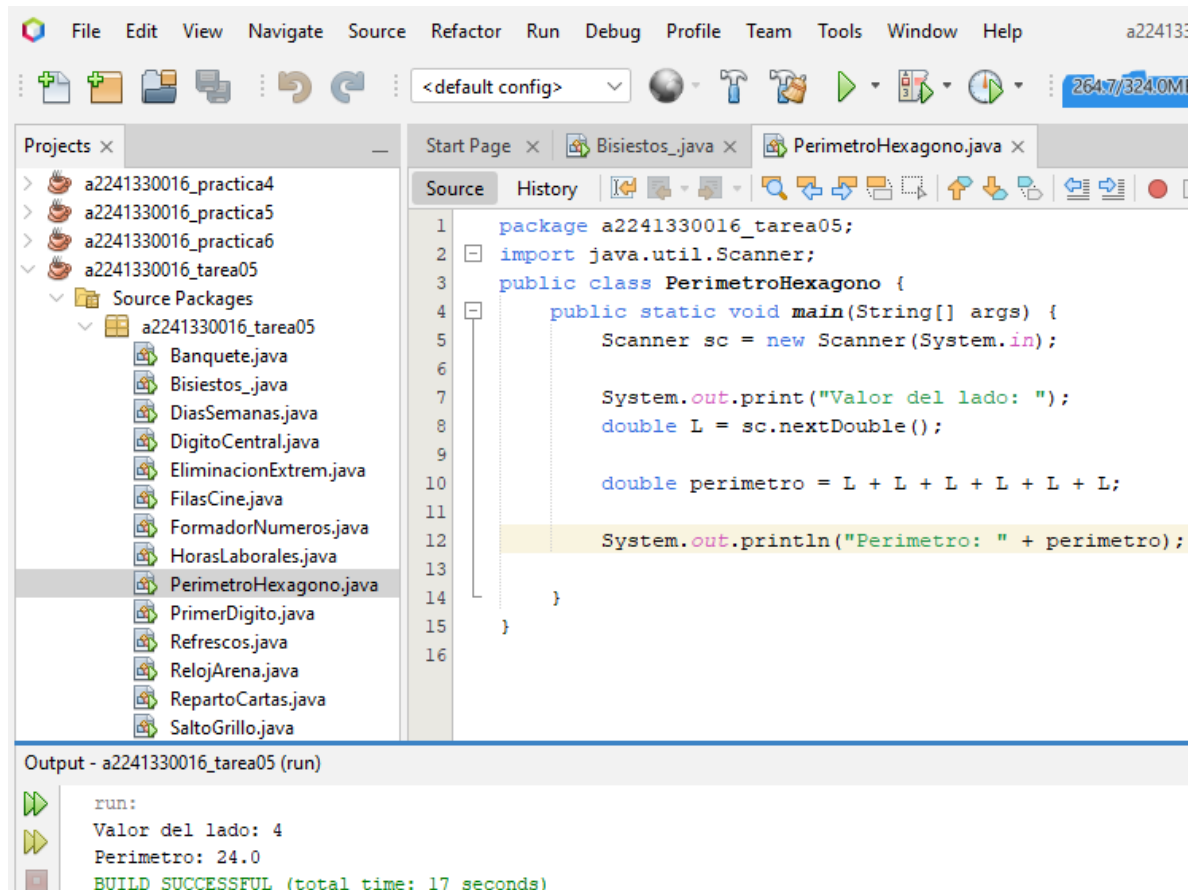 File Edit View Navigate Source Refactor Run Debug Profile Team Tools Window Help a224133
<default config> 264.7/324.0MB
Projects
Start Page Bisiestos_.java PerimetroHexagono.java
Source History
a2241330016_practica4
a2241330016_practica5
a2241330016_practica6
a2241330016_tarea05
Source Packages
a2241330016_tarea05
Banquete.java
Bisiestos_.java
DiasSemanas.java
DigitoCentral.java
EliminacionExtrem.java
FilasCine.java
FormadorNumeros.java
HorasLaborales.java
PerimetroHexagono.java
PrimerDigito.java
Refrescos.java
RelojArena.java
RepartoCartas.java
SaltoGrillo.java
1 package a2241330016_tarea05;
2 import java.util.Scanner;
3 public class PerimetroHexagono {
4 public static void main(String[] args) {
5 Scanner sc = new Scanner(System.in);
6
7 System.out.print("Valor del lado: ");
8 double L = sc.nextDouble();
9
10 double perimetro = L + L + L + L + L + L;
11
12 System.out.println("Perimetro: " + perimetro);
13
14 }
15 }
16
Output - a2241330016_tarea05 (run)
run:
Valor del lado: 4
Perimetro: 24.0
BUILD SUCCESSFUL (total time: 17 seconds)